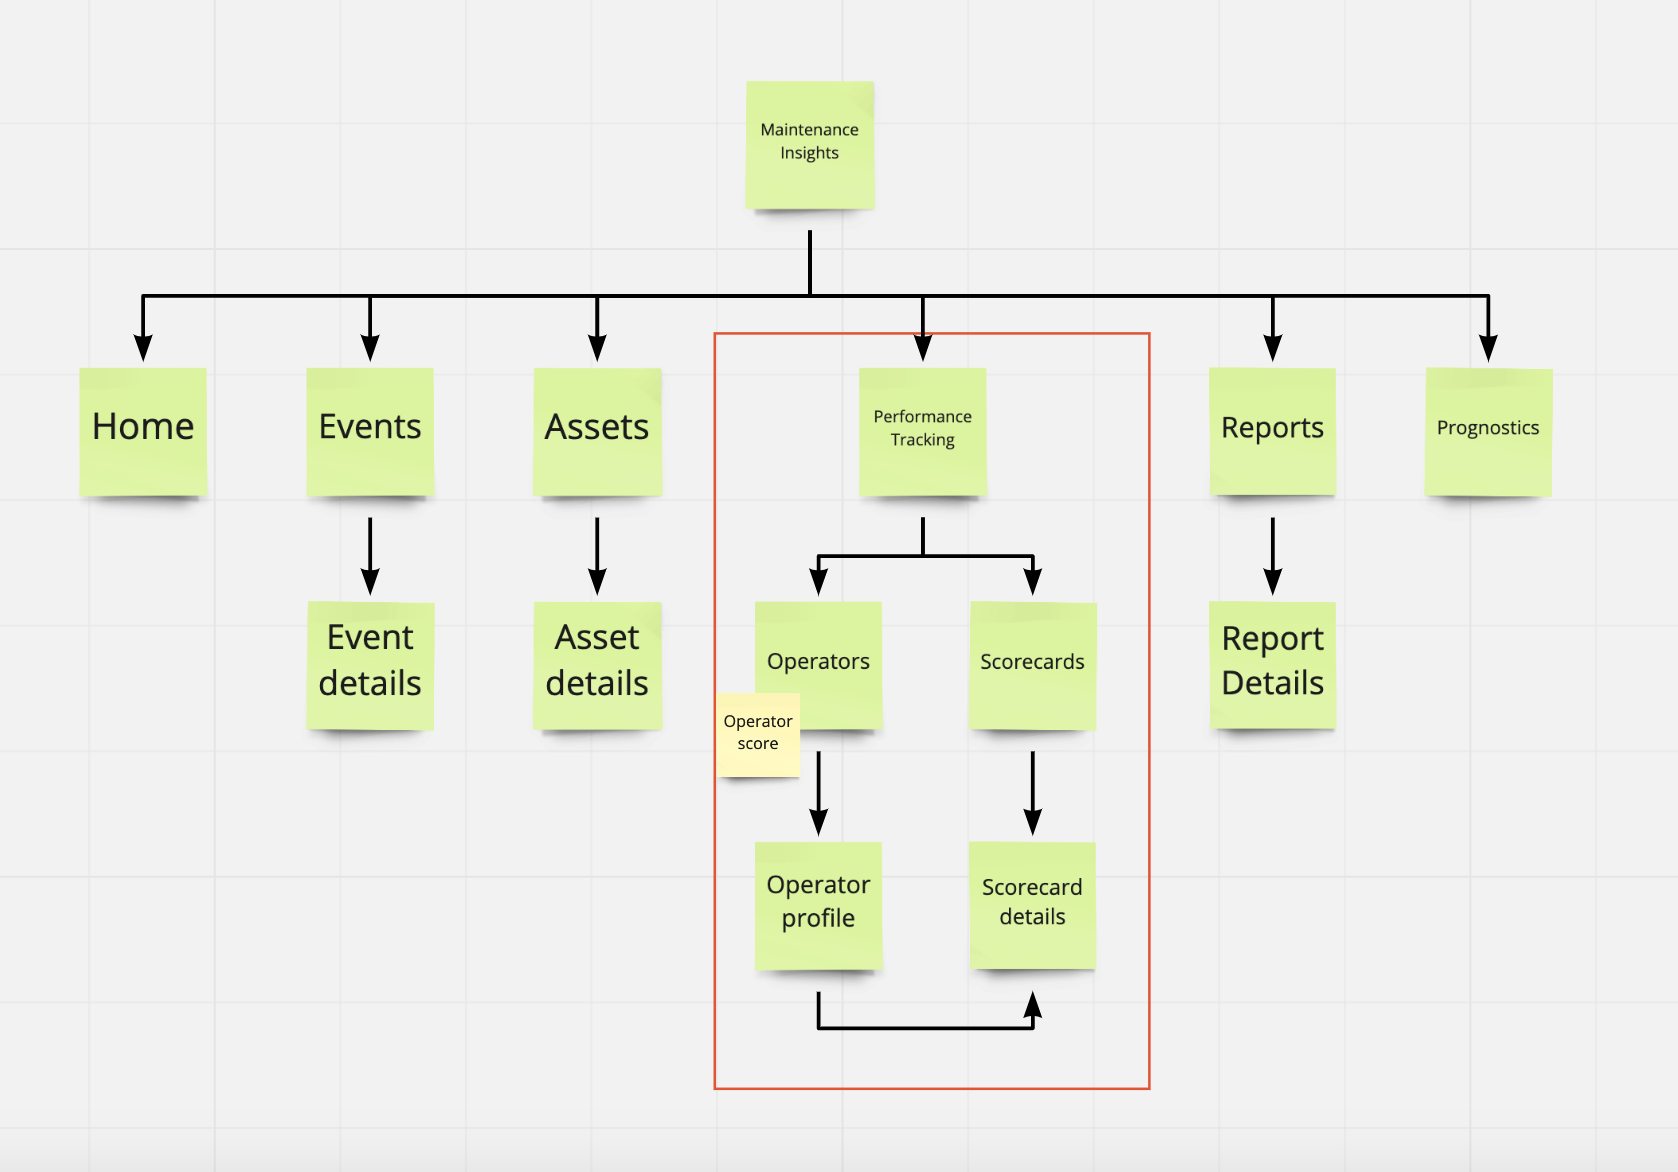 Maintenance
Insights
Home
Events
Assets
Performance
Tracking
Reports
Prognostics
Event
details
Asset
details
Operators
Scorecards
Report
Details
Operator
score
Operator
profile
Scorecard
details